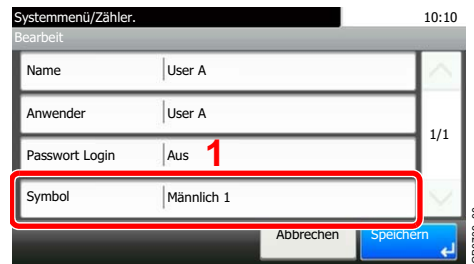 Systemmenü/Zähler. 10:10
Bearbeit
Name User A
Anwender User A
1/1
Passwort Login Aus 1
Symbol Männlich 1
Abbrechen Speichern